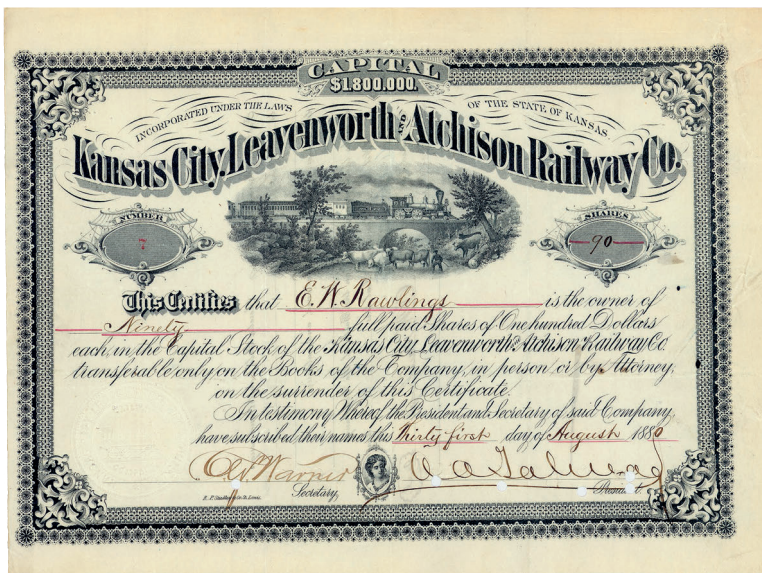 CAPITAL
$1.800.000.
INCORPORATED UNDER THE LAWS OF THE STATE OF KANSAS
Kansas City, Leavenworth AND Atchison Railway Co.
NUMBER
7
SHARES
90
This Certifies that E. W. Rawlings is the owner of
Ninety full paid Shares of One hundred Dollars
each, in the Capital Stock of the Kansas City, Leavenworth & Atchison Railway Co.
transferable only on the Books of the Company, in person or by Attorney,
on the surrender of this Certificate.
In testimony Whereof, the President and Secretary of said Company,
have subscribed their names this Thirty first day of August 1880
Warner
Secretary,
President.